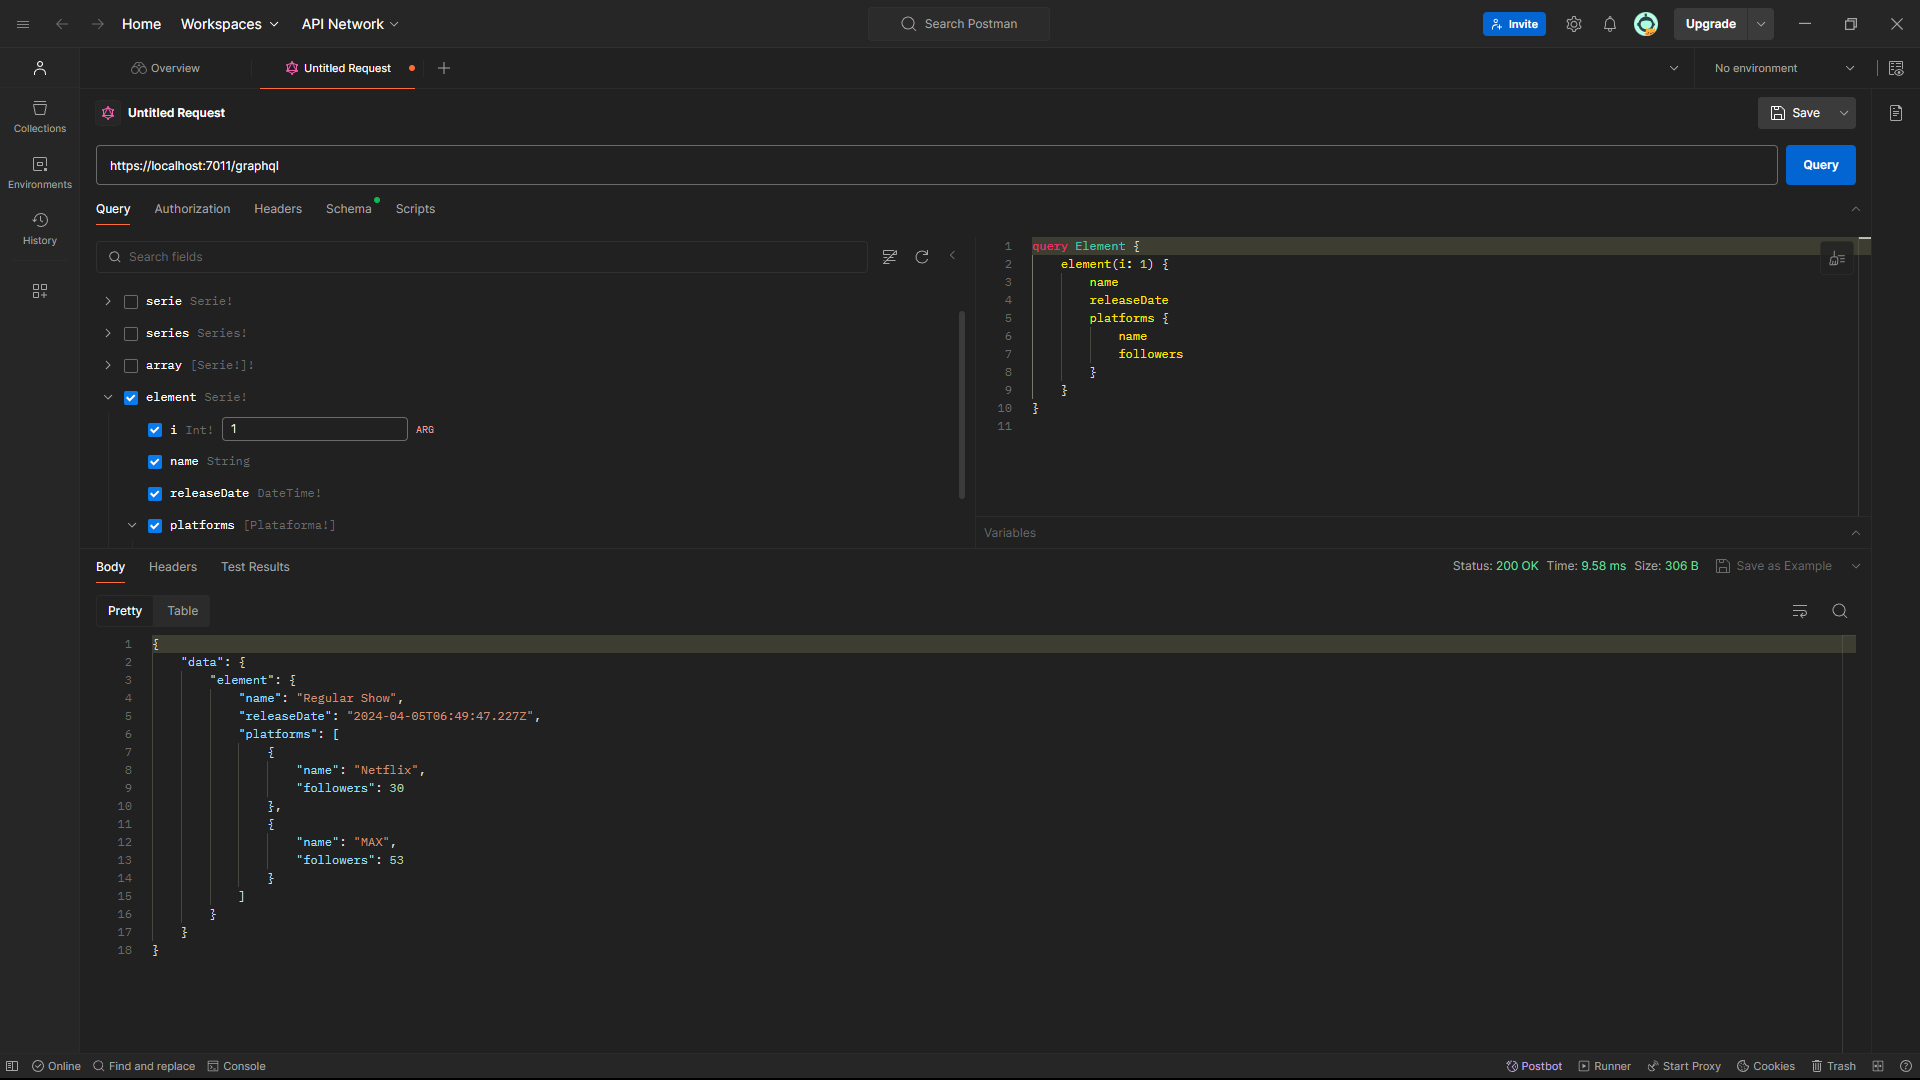 Home Workspaces API Network Search Postman Invite Upgrade
Overview Untitled Request No environment
Untitled Request Save
Collections
https://localhost:7011/graphql Query
Environments
Query Authorization Headers Schema Scripts
History
Search fields
serie Serie!
series Series!
array [Serie!]!
element Serie!
i Int! 1 ARG
name String
releaseDate DateTime!
platforms [Plataforma!]
1 query Element {
2 element(i: 1) {
3 name
4 releaseDate
5 platforms {
6 name
7 followers
8 }
9 }
10 }
11
Variables
Body Headers Test Results Status: 200 OK Time: 9.58 ms Size: 306 B Save as Example
Pretty Table
1 {
2 "data": {
3 "element": {
4 "name": "Regular Show",
5 "releaseDate": "2024-04-05T06:49:47.227Z",
6 "platforms": [
7 {
8 "name": "Netflix",
9 "followers": 30
10 },
11 {
12 "name": "MAX",
13 "followers": 53
14 }
15 ]
16 }
17 }
18 }
Online Find and replace Console Postbot Runner Start Proxy Cookies Trash